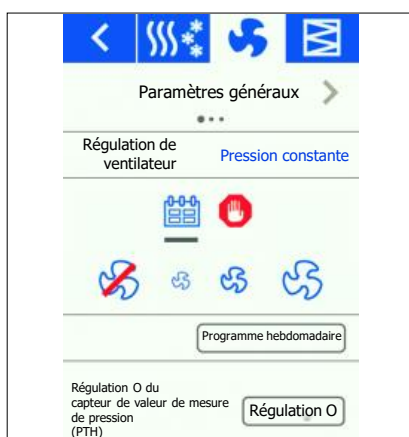 Paramètres généraux
Régulation de
ventilateur
Pression constante
Programme hebdomadaire
Régulation O du
capteur de valeur de mesure
de pression
(PTH)
Régulation O